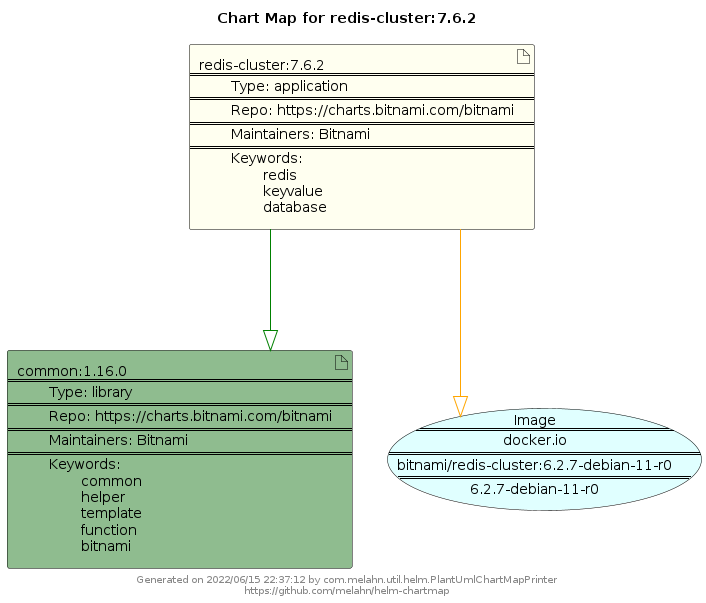 Chart Map for redis-cluster:7.6.2
redis-cluster:7.6.2
Type: application
Repo: https://charts.bitnami.com/bitnami
Maintainers: Bitnami
Keywords:
redis
keyvalue
database
common:1.16.0
Type: library
Repo: https://charts.bitnami.com/bitnami
Maintainers: Bitnami
Keywords:
common
helper
template
function
bitnami
Image
docker.io
bitnami/redis-cluster:6.2.7-debian-11-r0
6.2.7-debian-11-r0
Generated on 2022/06/15 22:37:12 by com.melahn.util.helm.PlantUmlChartMapPrinter
https://github.com/melahn/helm-chartmap